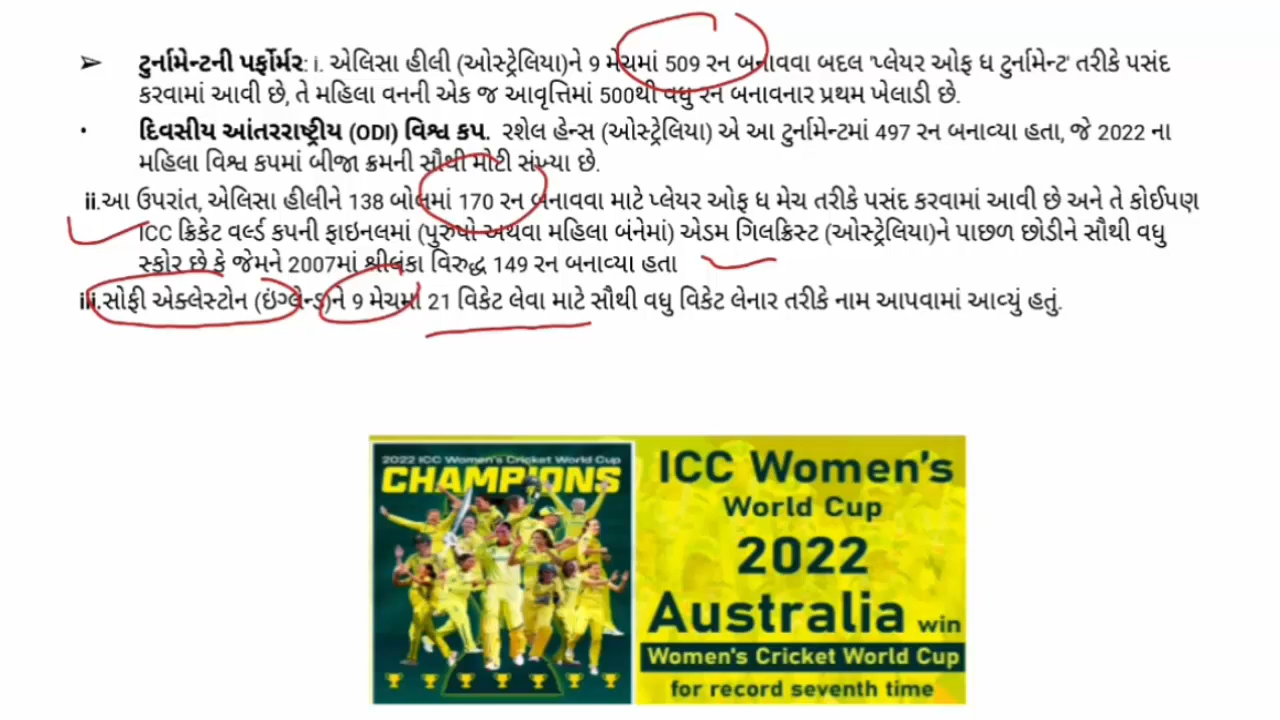 ➢ ટુર્નામેન્ટની પર્ફોર્મર: i. એલિસા હીલી (ઓસ્ટ્રેલિયા)ને 9 મેચમાં 509 રન બનાવવા બદલ 'પ્લેયર ઓફ ધ ટુર્નામેન્ટ' તરીકે પસંદ
કરવામાં આવી છે, તે મહિલા વનની એક જ આવૃત્તિમાં 500થી વધુ રન બનાવનાર પ્રથમ ખેલાડી છે.
• દિવસીય આંતરરાષ્ટ્રીય (ODI) વિશ્વ કપ. રશેલ હેન્સ (ઓસ્ટ્રેલિયા) એ આ ટુર્નામેન્ટમાં 497 રન બનાવ્યા હતા, જે 2022 ના
મહિલા વિશ્વ કપમાં બીજા ક્રમની સૌથી મોટી સંખ્યા છે.
ii.આ ઉપરાંત, એલિસા હીલીને 138 બોલમાં 170 રન બનાવવા માટે પ્લેયર ઓફ ધ મેચ તરીકે પસંદ કરવામાં આવી છે અને તે કોઈપણ
ICC ક્રિકેટ વર્લ્ડ કપની ફાઇનલમાં (પુરુષો અથવા મહિલા બંનેમાં) એડમ ગિલક્રિસ્ટ (ઓસ્ટ્રેલિયા)ને પાછળ છોડીને સૌથી વધુ
સ્કોર છે કે જેમને 2007માં શ્રીલંકા વિરુદ્ધ 149 રન બનાવ્યા હતા
iii.સોફી એક્લેસ્ટોન (ઇંગ્લેન્ડ)ને 9 મેચમાં 21 વિકેટ લેવા માટે સૌથી વધુ વિકેટ લેનાર તરીકે નામ આપવામાં આવ્યું હતું.
2022 ICC Women's Cricket World Cup
CHAMPIONS
ICC Women's
World Cup
2022
Australia win
Women's Cricket World Cup
for record seventh time